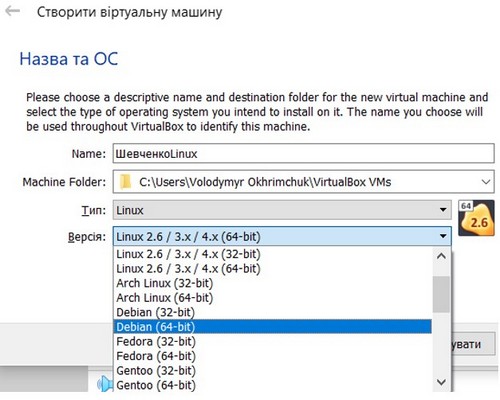 Створити віртуальну машину
Назва та ОС
Please choose a descriptive name and destination folder for the new virtual machine and
select the type of operating system you intend to install on it. The name you choose will
be used throughout VirtualBox to identify this machine.
Name: ШевченкоLinux
Machine Folder: C:\Users\Volodymyr Okhrimchuk\VirtualBox VMs
Тип: Linux
64
2.6
Версія: Linux 2.6 / 3.x / 4.x (64-bit)
Linux 2.6 / 3.x / 4.x (32-bit)
Linux 2.6 / 3.x / 4.x (64-bit)
Arch Linux (32-bit)
Arch Linux (64-bit)
Debian (32-bit)
Debian (64-bit)
Fedora (32-bit)
Fedora (64-bit)
Gentoo (32-bit)
Gentoo (64-bit)